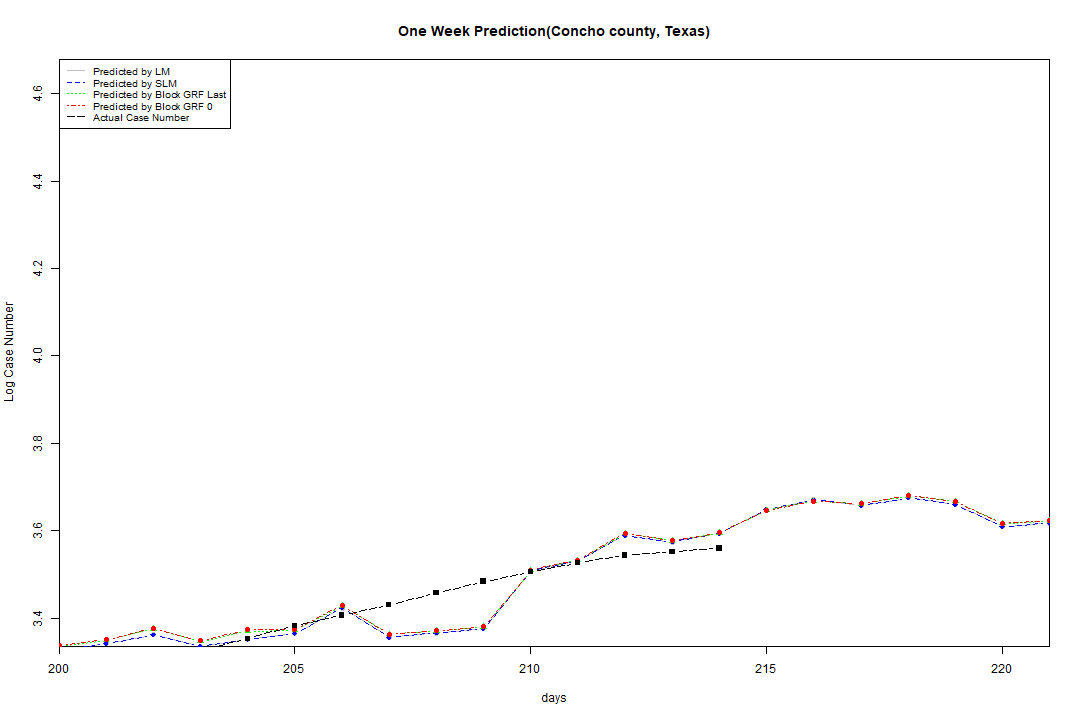 One Week Prediction(Concho county, Texas)
Predicted by LM
Predicted by SLM
Predicted by Block GRF Last
Predicted by Block GRF 0
Actual Case Number
4.6
4.4
4.2
4.0
3.8
3.6
3.4
Log Case Number
200
205
210
215
220
days